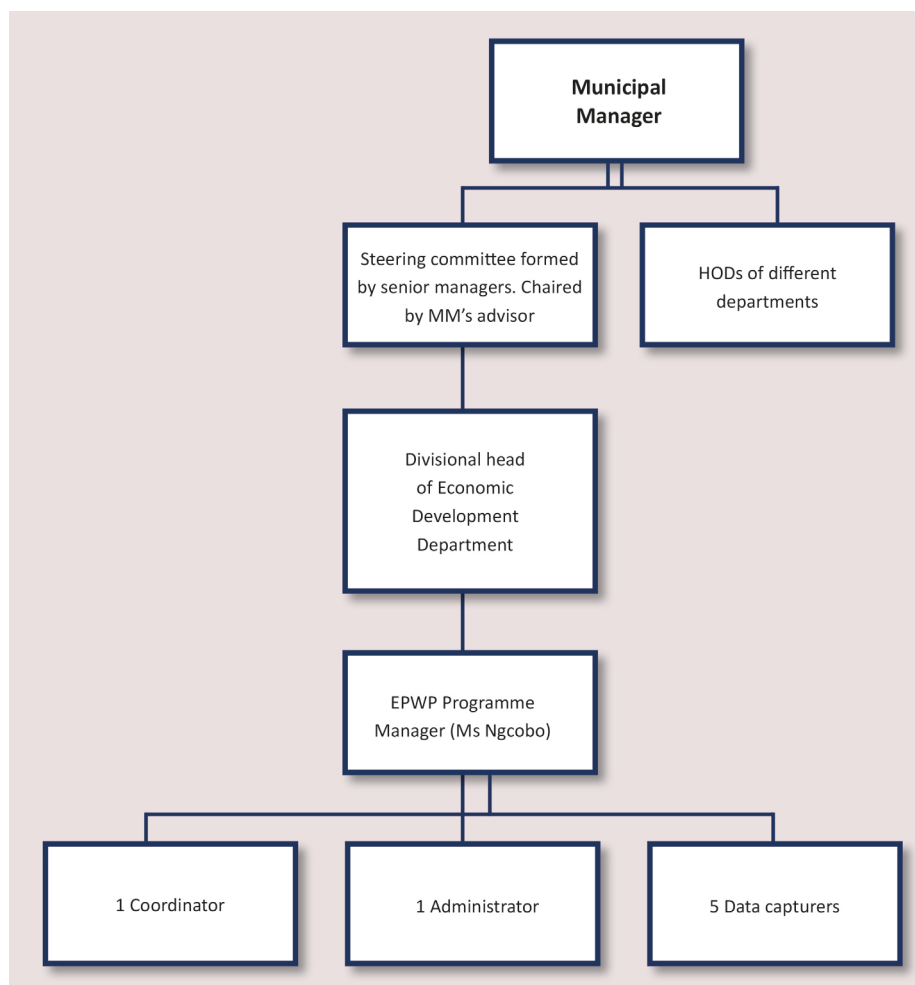 Municipal
Manager
Steering committee formed
by senior managers. Chaired
by MM’s advisor
HODs of different
departments
Divisional head
of Economic
Development
Department
EPWP Programme
Manager (Ms Ngcobo)
1 Coordinator
1 Administrator
5 Data capturers